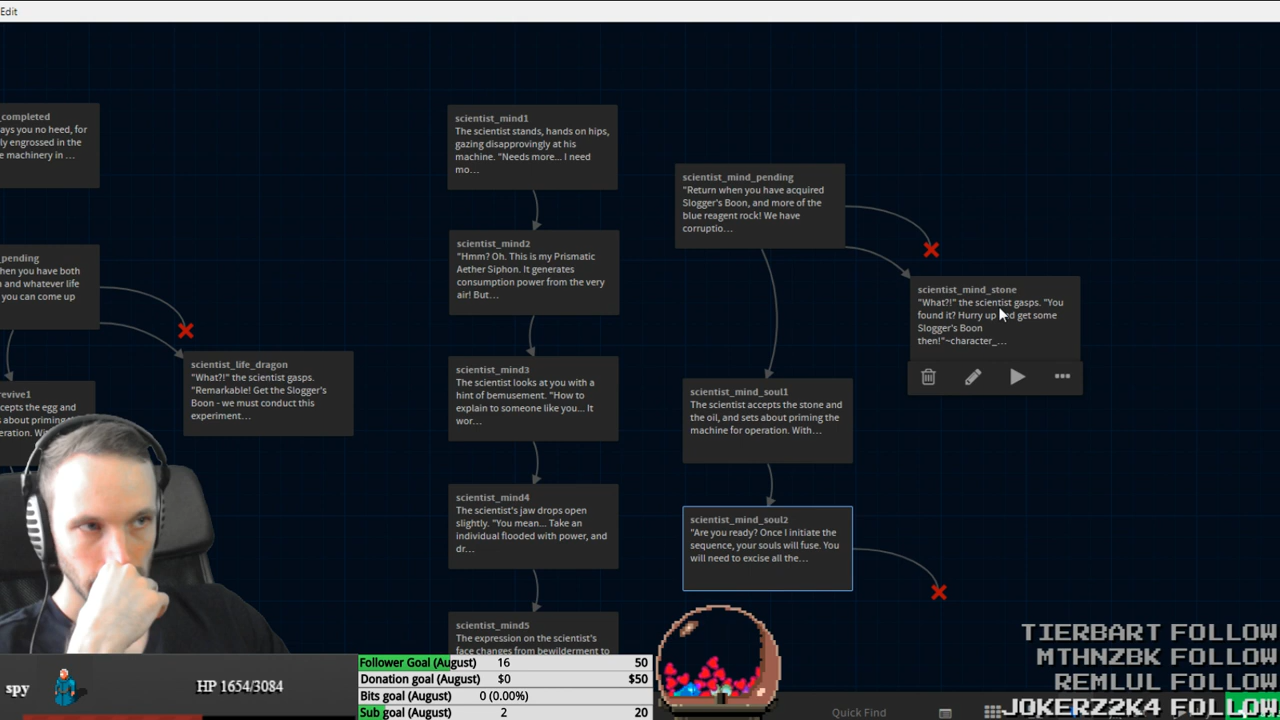 Edit
_completed
ays you no heed, for
ly engrossed in the
e machinery in …
_pending
hen you have both
n and whatever life
you can come up
scientist_life_dragon
"What?!" the scientist gasps.
"Remarkable! Get the Slogger's
Boon - we must conduct this
experiment…
revive1
cepts the egg and
s about priming
eration. Wi
scientist_mind1
The scientist stands, hands on hips,
gazing disapprovingly at his
machine. "Needs more... I need
mo…
scientist_mind2
"Hmm? Oh. This is my Prismatic
Aether Siphon. It generates
consumption power from the very
air! But…
scientist_mind3
The scientist looks at you with a
hint of bemusement. "How to
explain to someone like you... It
wor…
scientist_mind4
The scientist's jaw drops open
slightly. "You mean... Take an
individual flooded with power, and
dr…
scientist_mind5
The expression on the scientist's
face changes from bewilderment to
scientist_mind_pending
"Return when you have acquired
Slogger's Boon, and more of the
blue reagent rock! We have
corruptio…
scientist_mind_stone
"What?!" the scientist gasps. "You
found it? Hurry up and get some
Slogger's Boon
then!"~character_…
scientist_mind_soul1
The scientist accepts the stone and
the oil, and sets about priming the
machine for operation. With…
scientist_mind_soul2
"Are you ready? Once I initiate the
sequence, your souls will fuse. You
will need to excise all the…
spy
HP 1654/3084
Follower Goal (August) 16 50
Donation goal (August) $0 $50
Bits goal (August) 0 (0.00%)
Sub goal (August) 2 20
Quick Find
TIERBART FOLLOW
MTHNZBK FOLLOW
REMLUL FOLLOW
JOKERZ2K4 FOLLOW